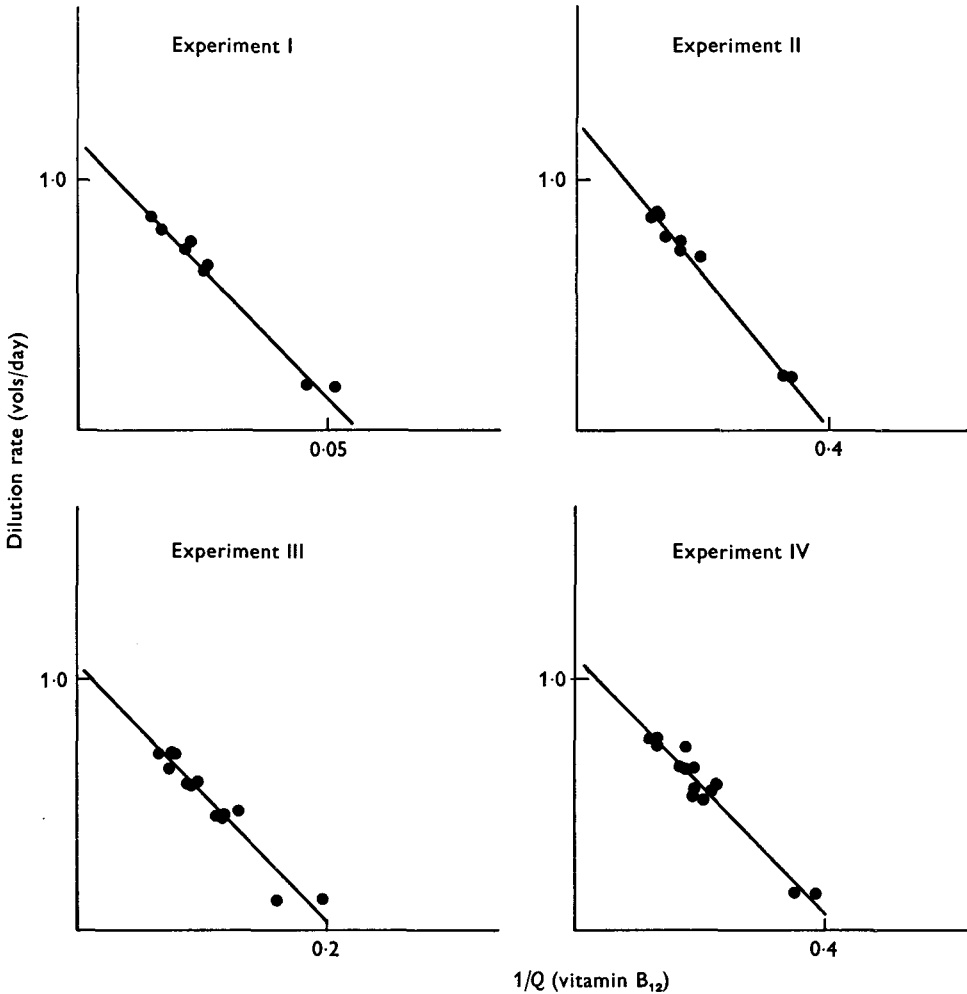 Experiment I
Experiment II
1·0
1·0
0·05
0·4
Dilution rate (vols/day)
Experiment III
Experiment IV
1·0
1·0
0·2
0·4
1/Q (vitamin B₁₂)